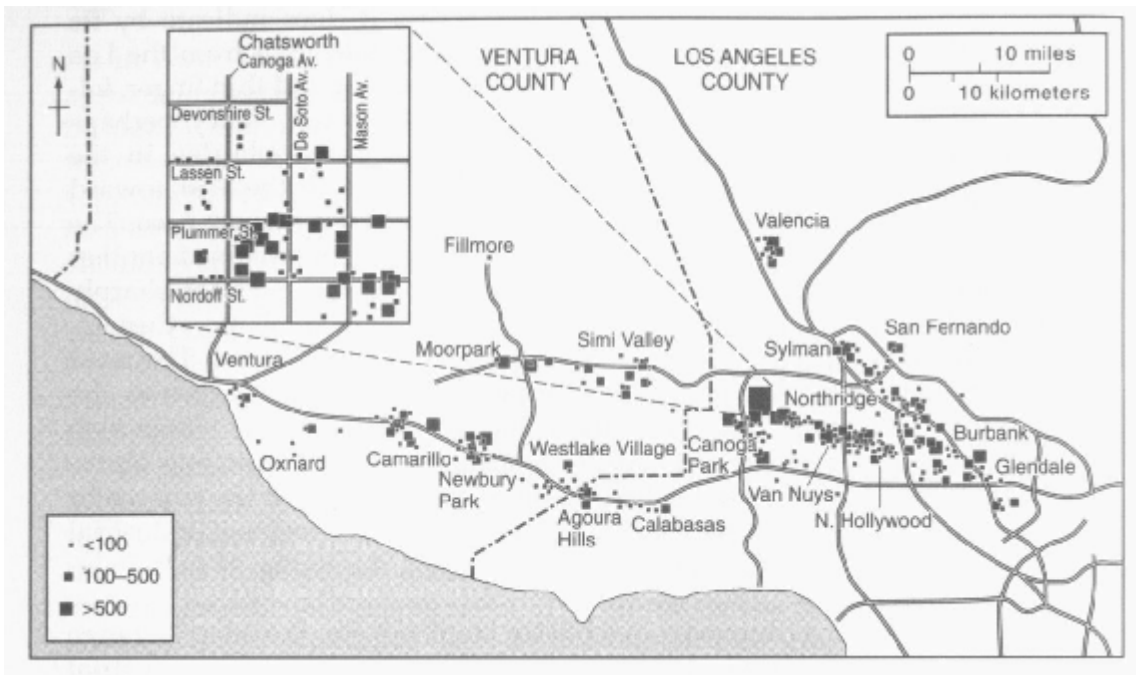 Chatsworth
Canoga Av.
De Soto Av.
Mason Av.
Devonshire St.
Lassen St.
Plummer St.
Nordoff St.
N
VENTURA
COUNTY
LOS ANGELES
COUNTY
0 10 miles
0 10 kilometers
Valencia
Fillmore
San Fernando
Sylmar
Moorpark
Simi Valley
Ventura
Northridge
Burbank
Canoga
Park
Westlake Village
Glendale
Oxnard
Camarillo
Newbury
Park
Van Nuys
N. Hollywood
Agoura
Hills
Calabasas
<100
100–500
>500